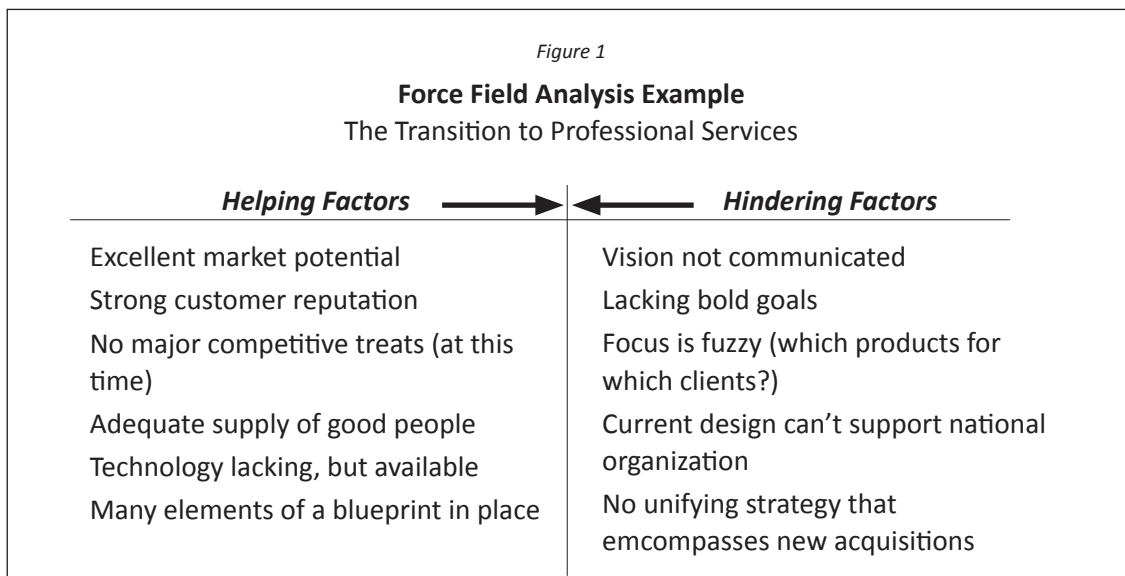 Figure 1
Force Field Analysis Example
The Transition to Professional Services
Helping Factors
Hindering Factors
Excellent market potential
Strong customer reputation
No major competitive treats (at this
time)
Adequate supply of good people
Technology lacking, but available
Many elements of a blueprint in place
Vision not communicated
Lacking bold goals
Focus is fuzzy (which products for
which clients?)
Current design can’t support national
organization
No unifying strategy that
emcompasses new acquisitions